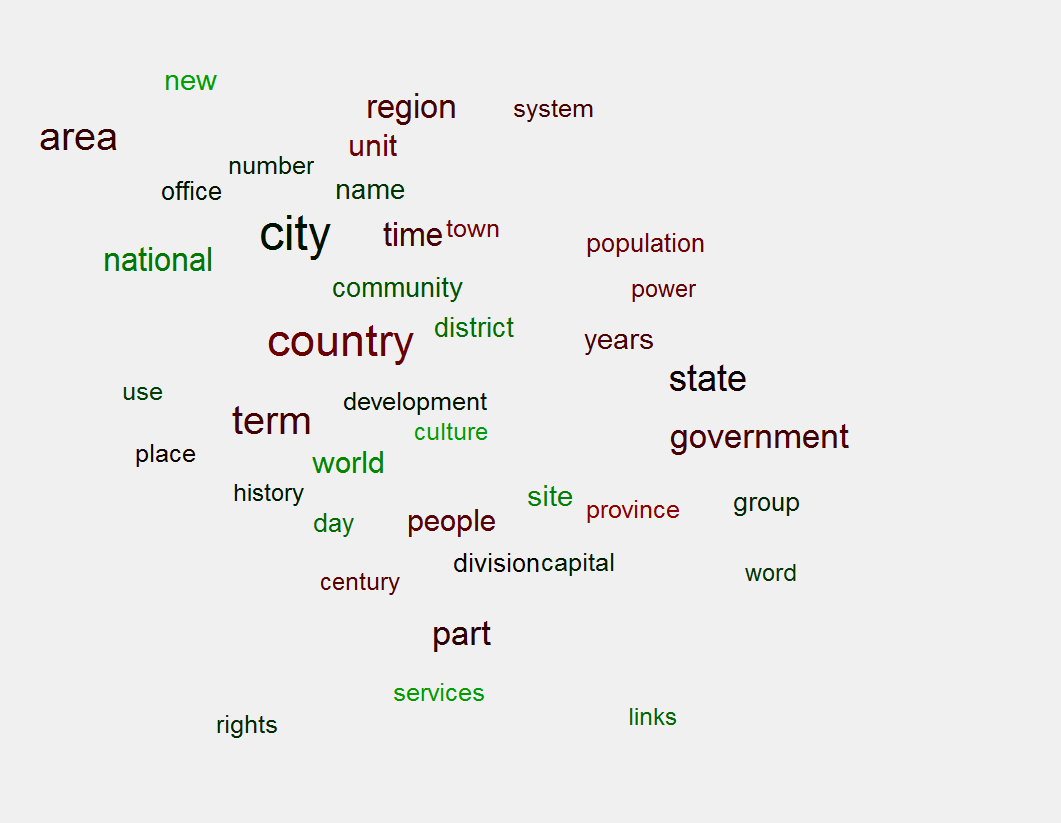 new
region
system
area
unit
number
office
name
city
time
town
population
national
community
power
district
country
years
state
use
development
term
culture
government
place
world
history
site
province
group
day
people
division
capital
word
century
part
services
links
rights